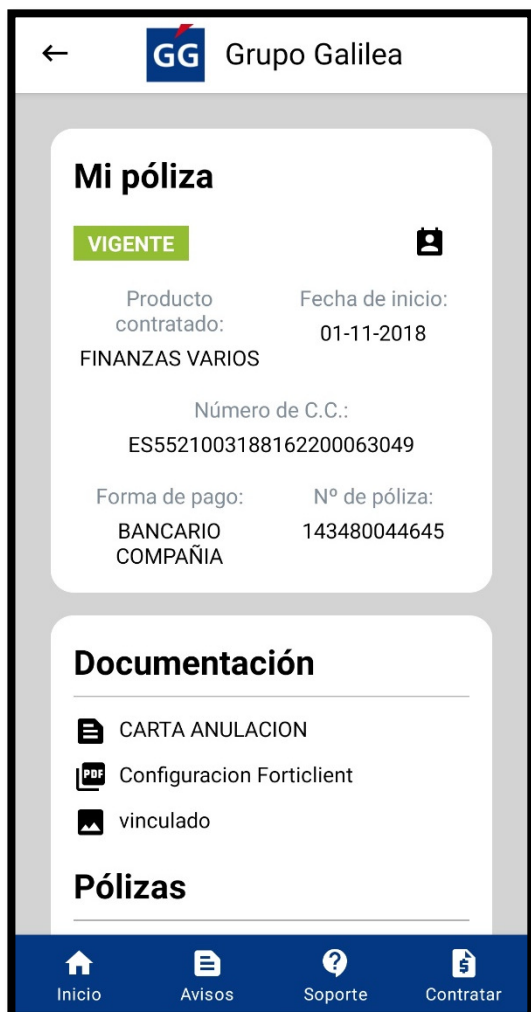 GG Grupo Galilea
Mi póliza
VIGENTE
Producto contratado:
FINANZAS VARIOS
Fecha de inicio:
01-11-2018
Número de C.C.:
ES5521003188162200063049
Forma de pago:
BANCARIO
COMPAÑIA
Nº de póliza:
143480044645
Documentación
CARTA ANULACION
PDF Configuracion Forticlient
vinculado
Pólizas
Inicio
Avisos
Soporte
Contratar